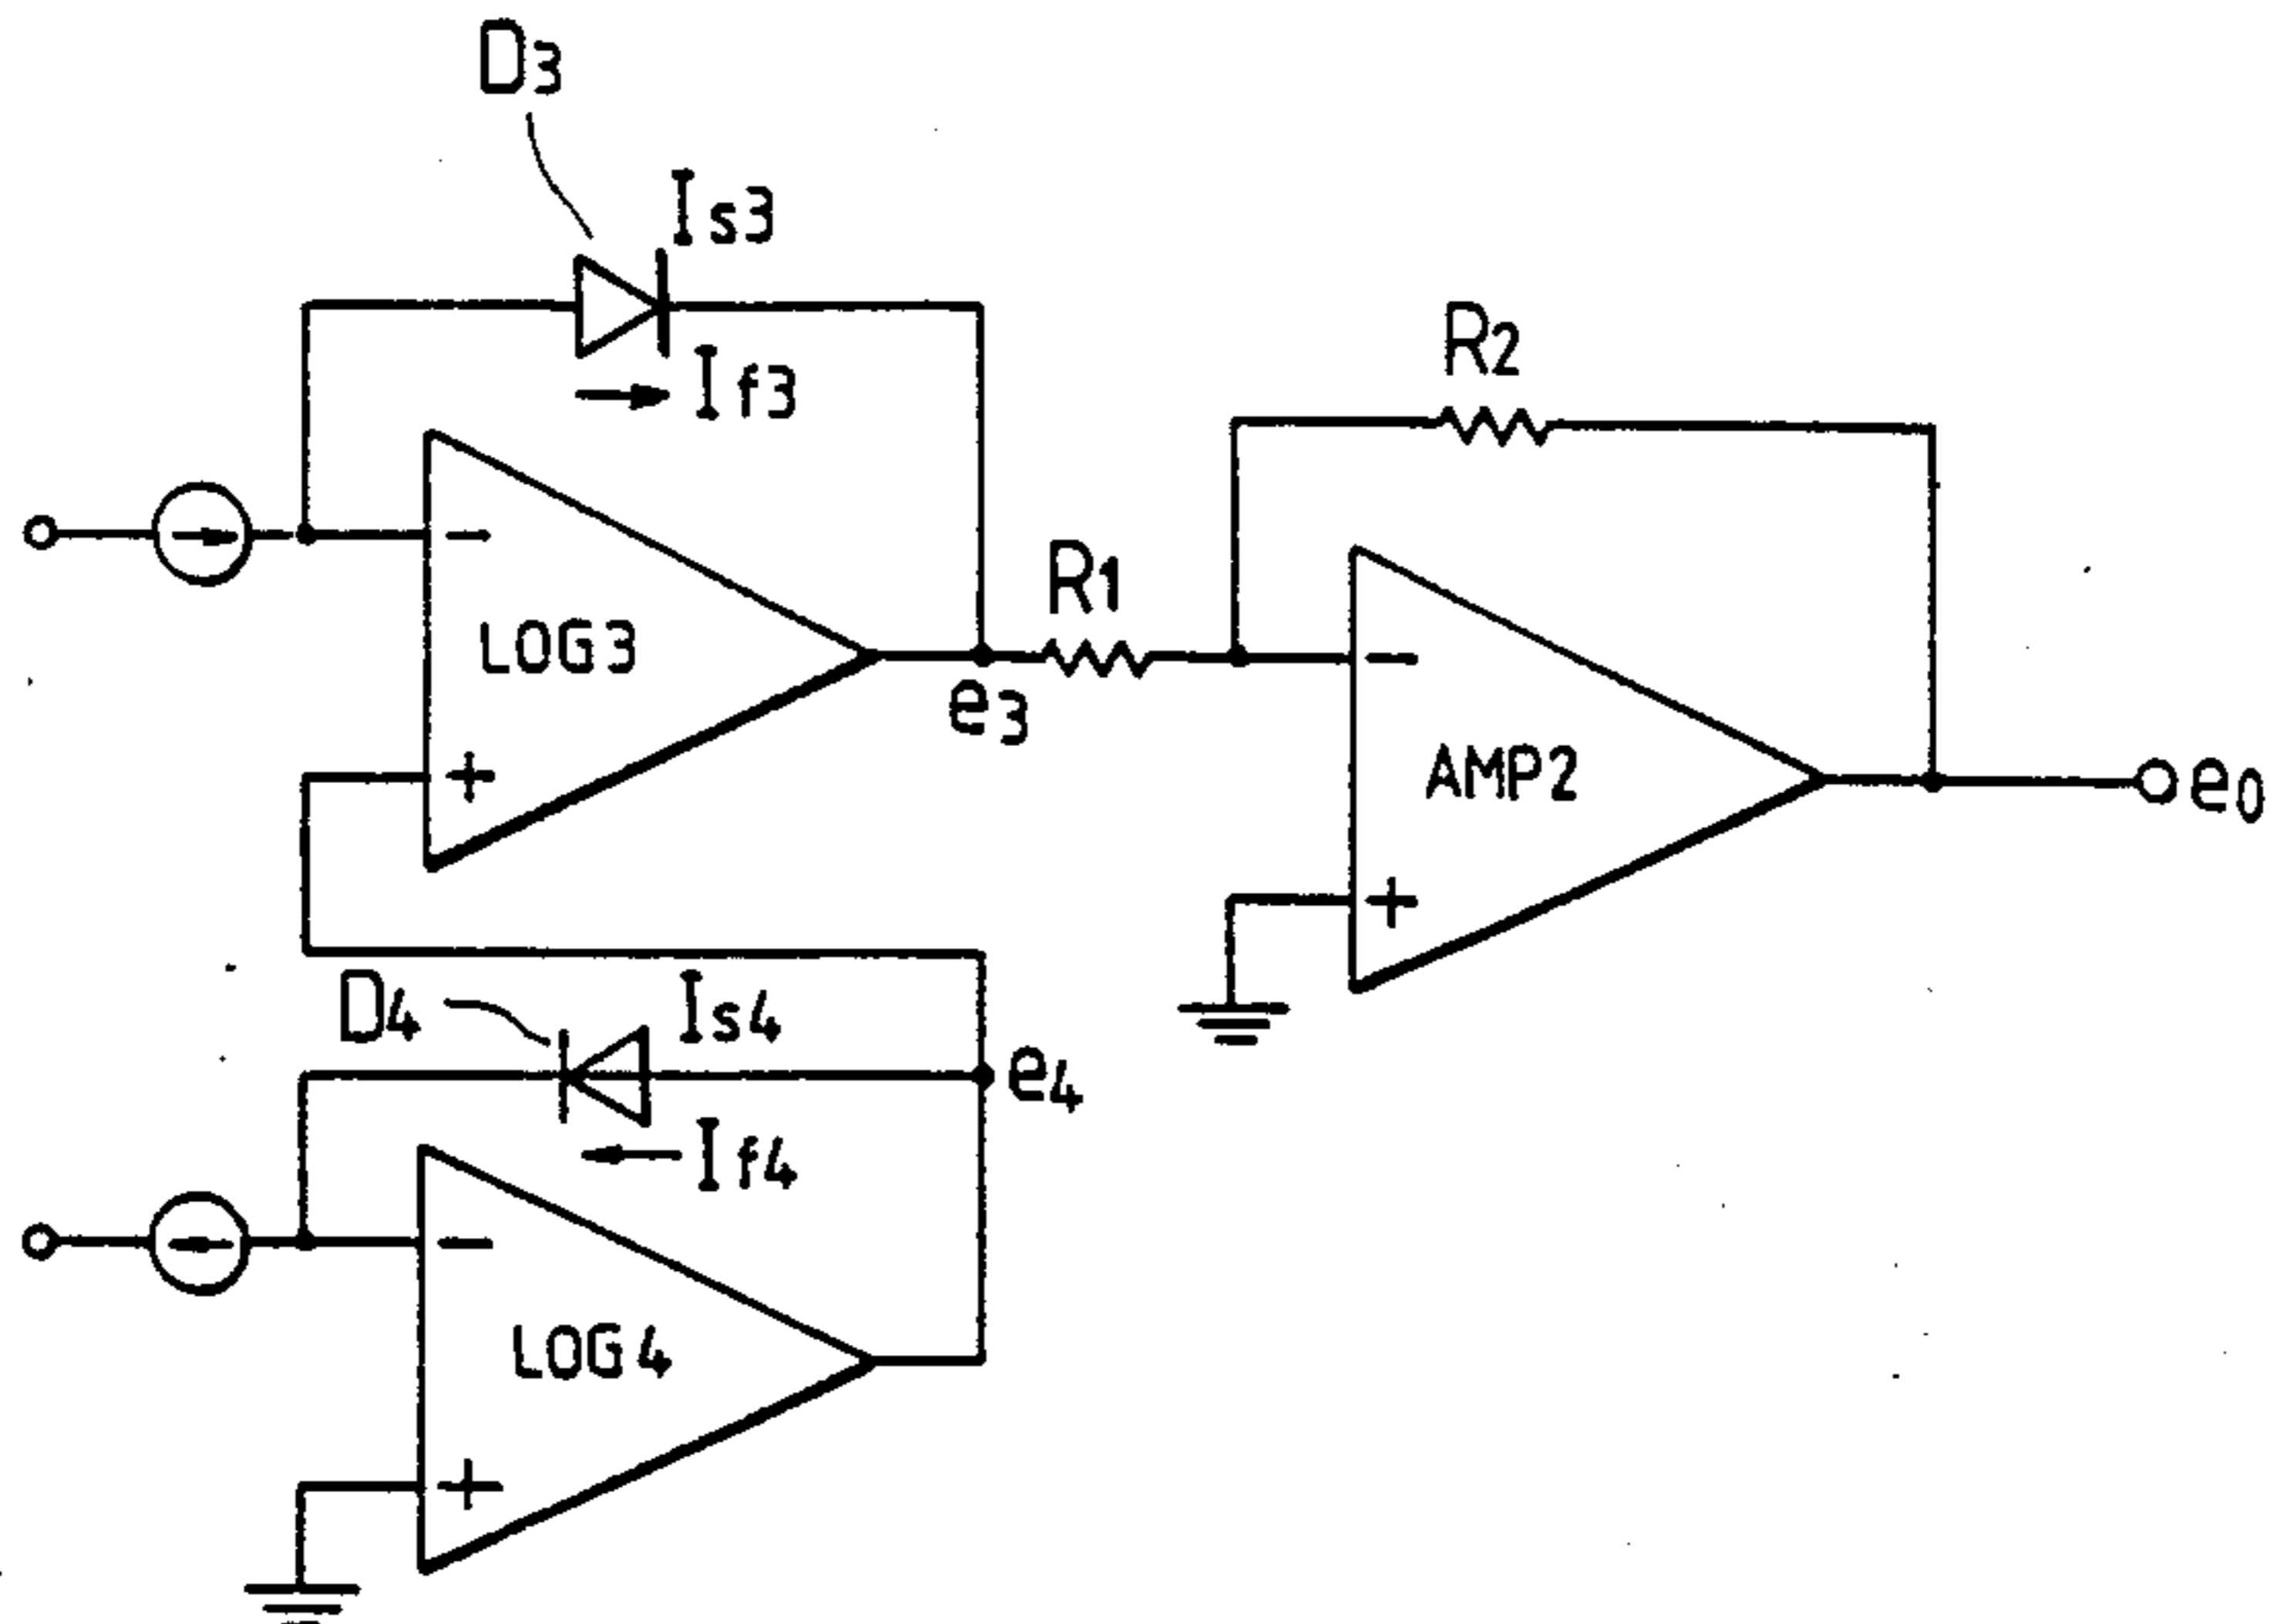 D3
Is3
If3
R2
−
LOG3
+
R1
e3
−
AMP2
+
e0
D4
Is4
e4
If4
−
LOG4
+